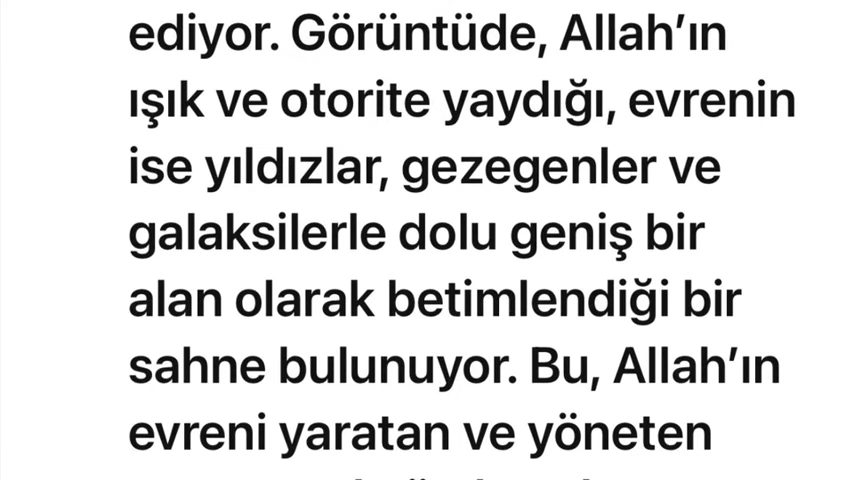 ediyor. Görüntüde, Allah’ın
ışık ve otorite yaydığı, evrenin
ise yıldızlar, gezegenler ve
galaksilerle dolu geniş bir
alan olarak betimlendiği bir
sahne bulunuyor. Bu, Allah’ın
evreni yaratan ve yöneten